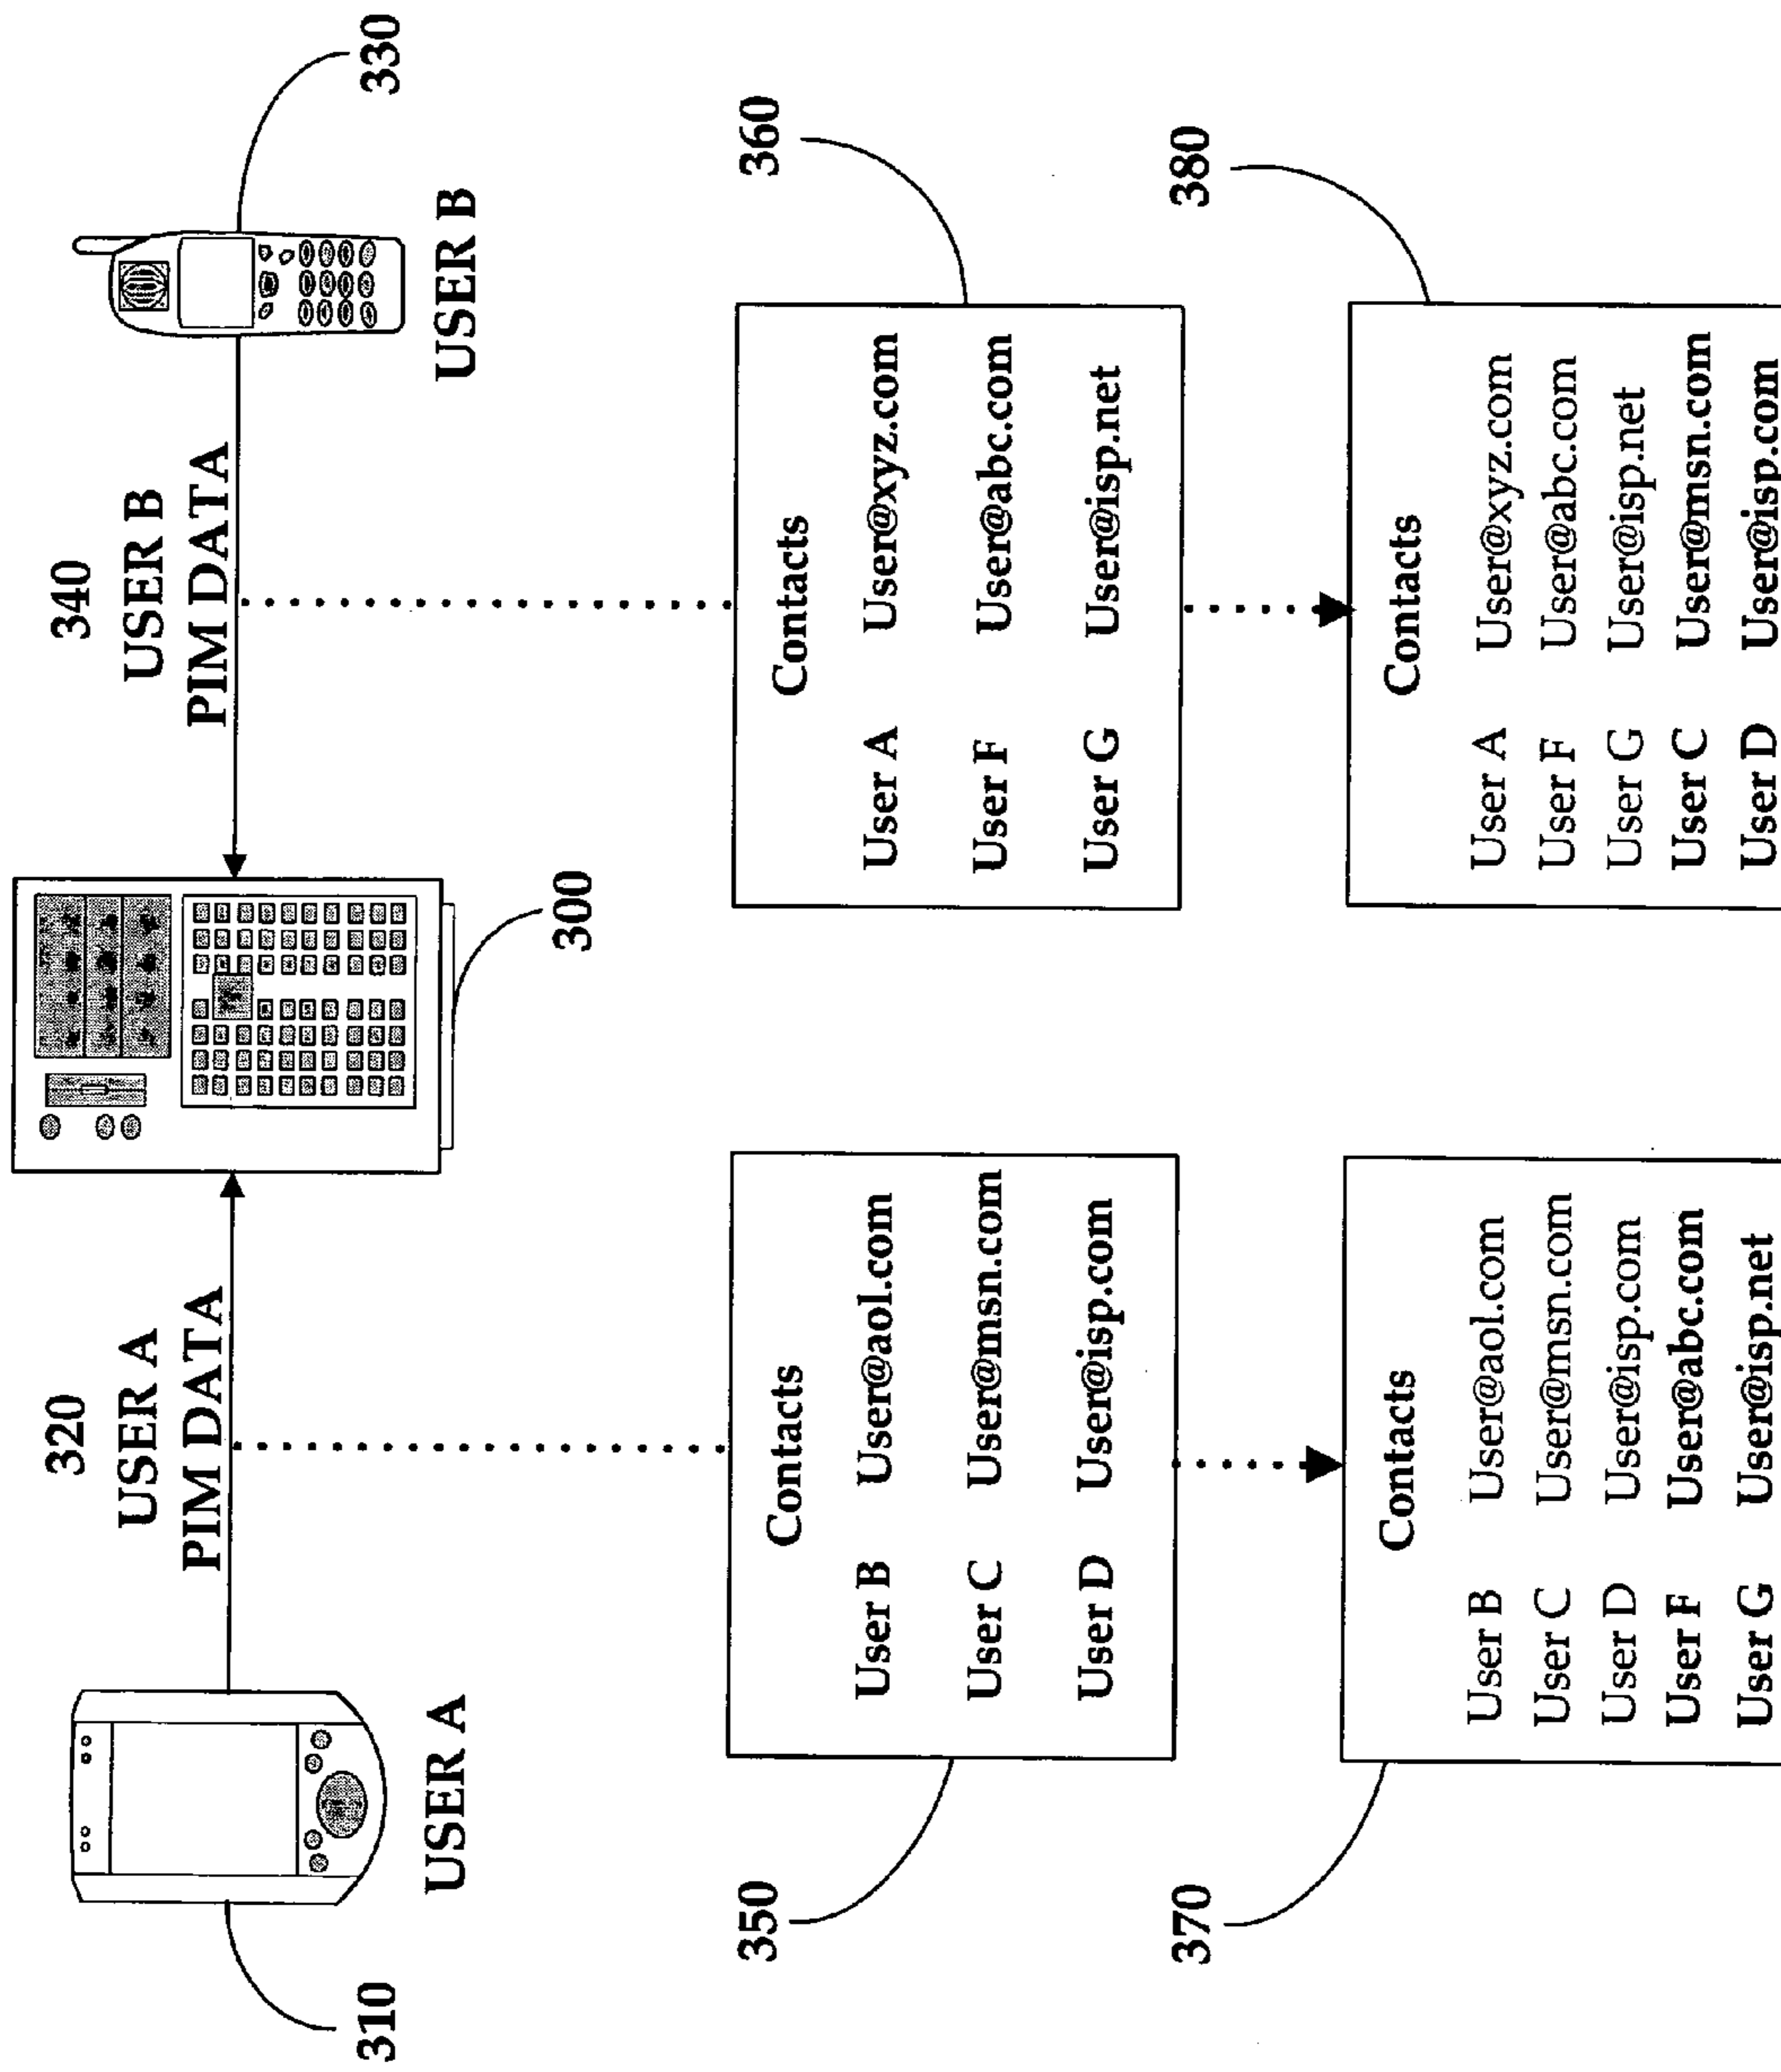 320
USER A
PIM DATA
340
USER B
PIM DATA
310
USER A
300
USER B
330
350
Contacts
User B User@aol.com
User C User@msn.com
User D User@isp.com
360
Contacts
User A User@xyz.com
User F User@abc.com
User G User@isp.net
370
Contacts
User B User@aol.com
User C User@msn.com
User D User@isp.com
User F User@abc.com
User G User@isp.net
380
Contacts
User A User@xyz.com
User F User@abc.com
User G User@isp.net
User C User@msn.com
User D User@isp.com